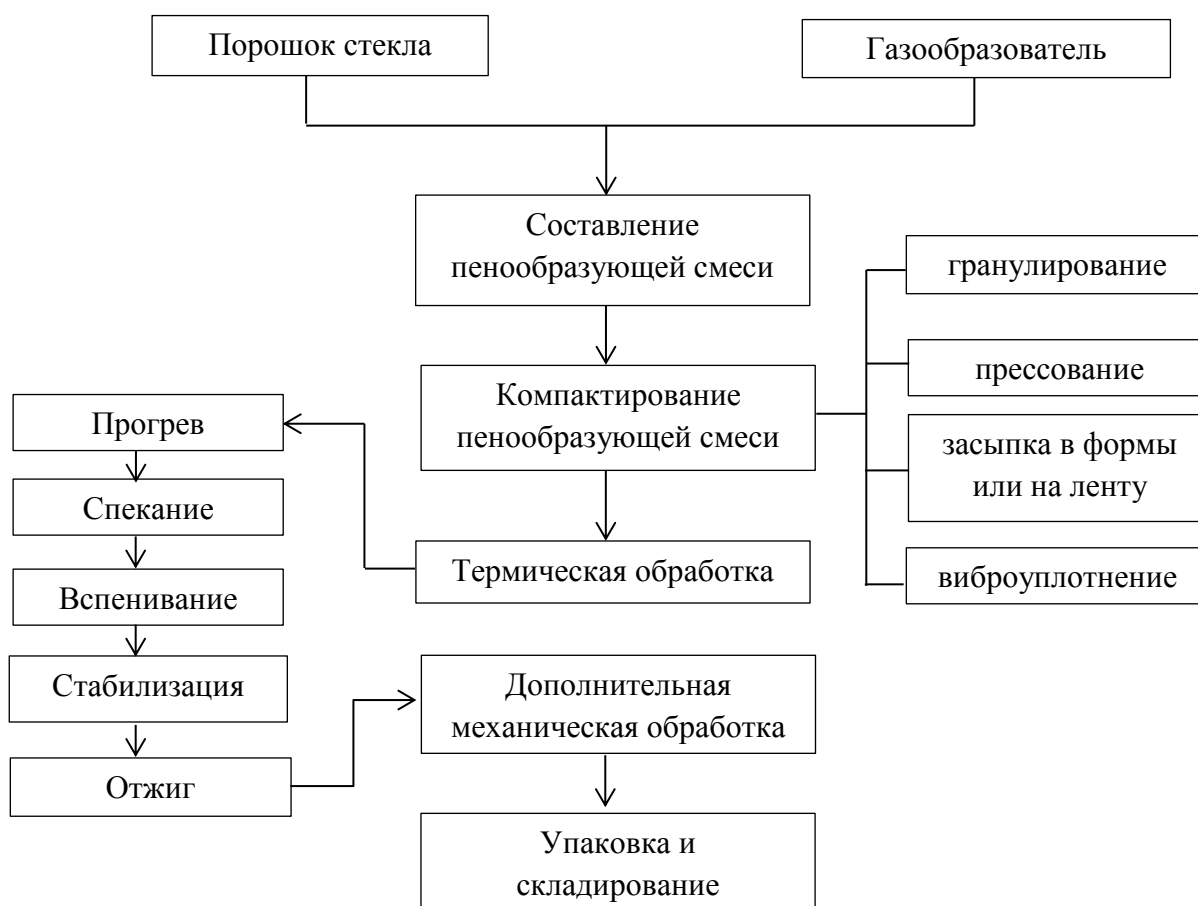 Порошок стекла
Газообразователь
Составление
пенообразующей смеси
гранулирование
прессование
Компактирование
пенообразующей смеси
засыпка в формы
или на ленту
виброуплотнение
Термическая обработка
Прогрев
Спекание
Вспенивание
Стабилизация
Отжиг
Дополнительная
механическая обработка
Упаковка и
складирование